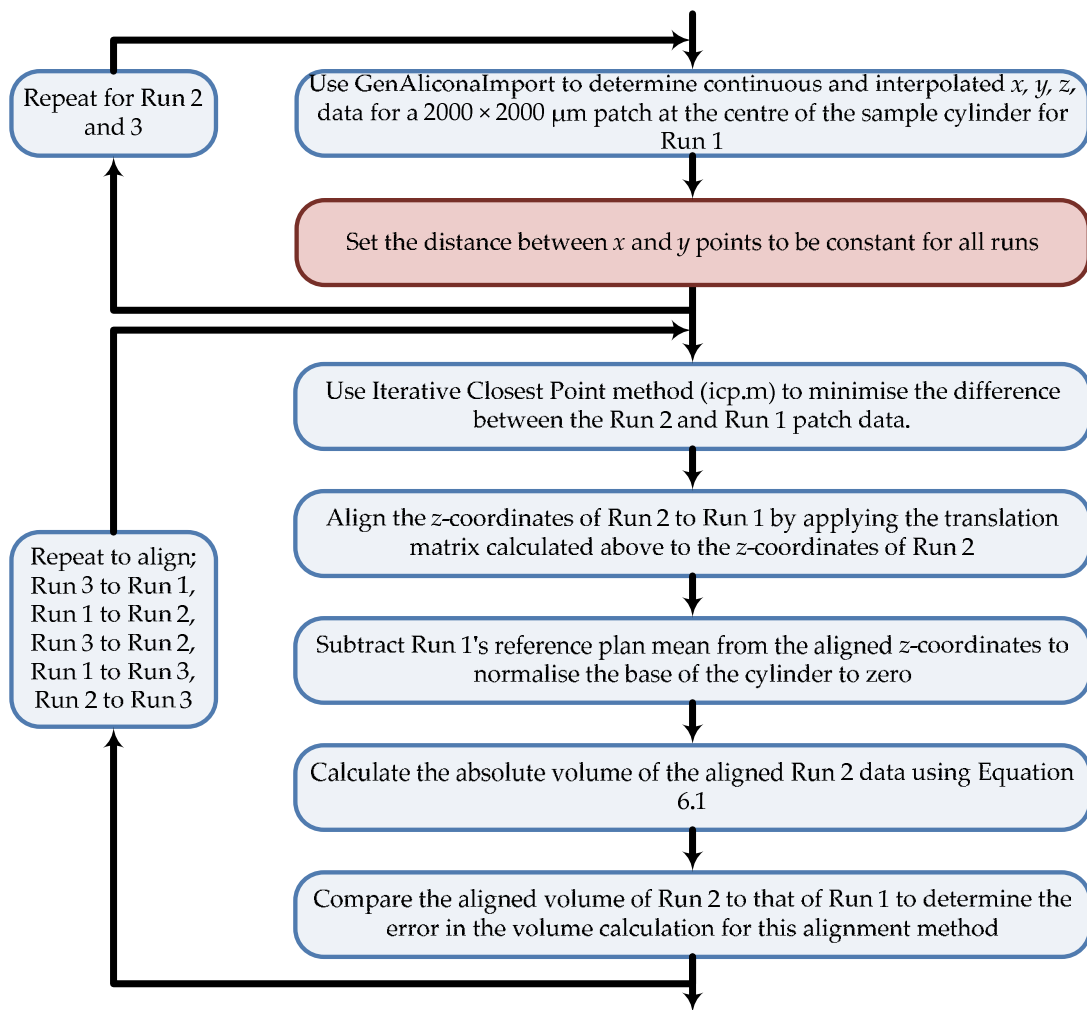 Repeat for Run 2
and 3
Use GenAliconaImport to determine continuous and interpolated x, y, z,
data for a 2000 × 2000 µm patch at the centre of the sample cylinder for
Run 1
Set the distance between x and y points to be constant for all runs
Use Iterative Closest Point method (icp.m) to minimise the difference
between the Run 2 and Run 1 patch data.
Align the z-coordinates of Run 2 to Run 1 by applying the translation
matrix calculated above to the z-coordinates of Run 2
Repeat to align;
Run 3 to Run 1,
Run 1 to Run 2,
Run 3 to Run 2,
Run 1 to Run 3,
Run 2 to Run 3
Subtract Run 1's reference plan mean from the aligned z-coordinates to
normalise the base of the cylinder to zero
Calculate the absolute volume of the aligned Run 2 data using Equation
6.1
Compare the aligned volume of Run 2 to that of Run 1 to determine the
error in the volume calculation for this alignment method